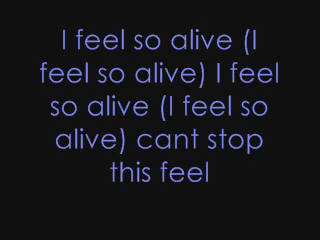 I feel so alive (I
feel so alive) I feel
so alive (I feel so
alive) cant stop
this feel